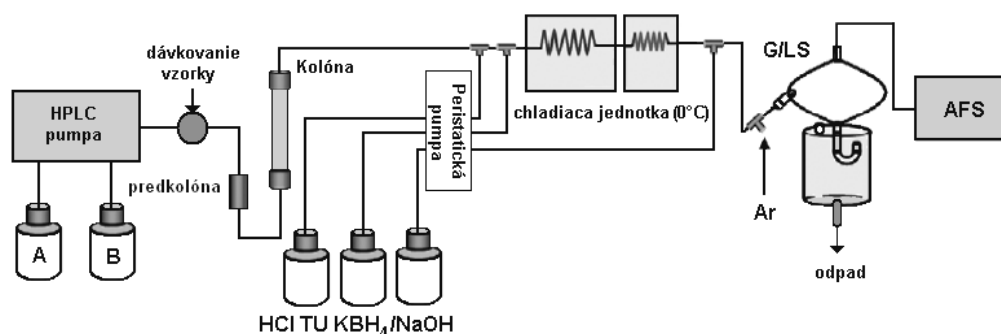 dávkovanie
vzorky
HPLC
pumpa
predkolóna
A
B
Kolóna
Peristatická
pumpa
HCl TU KBH₄/NaOH
chladiaca jednotka (0°C)
G/LS
Ar
odpad
AFS